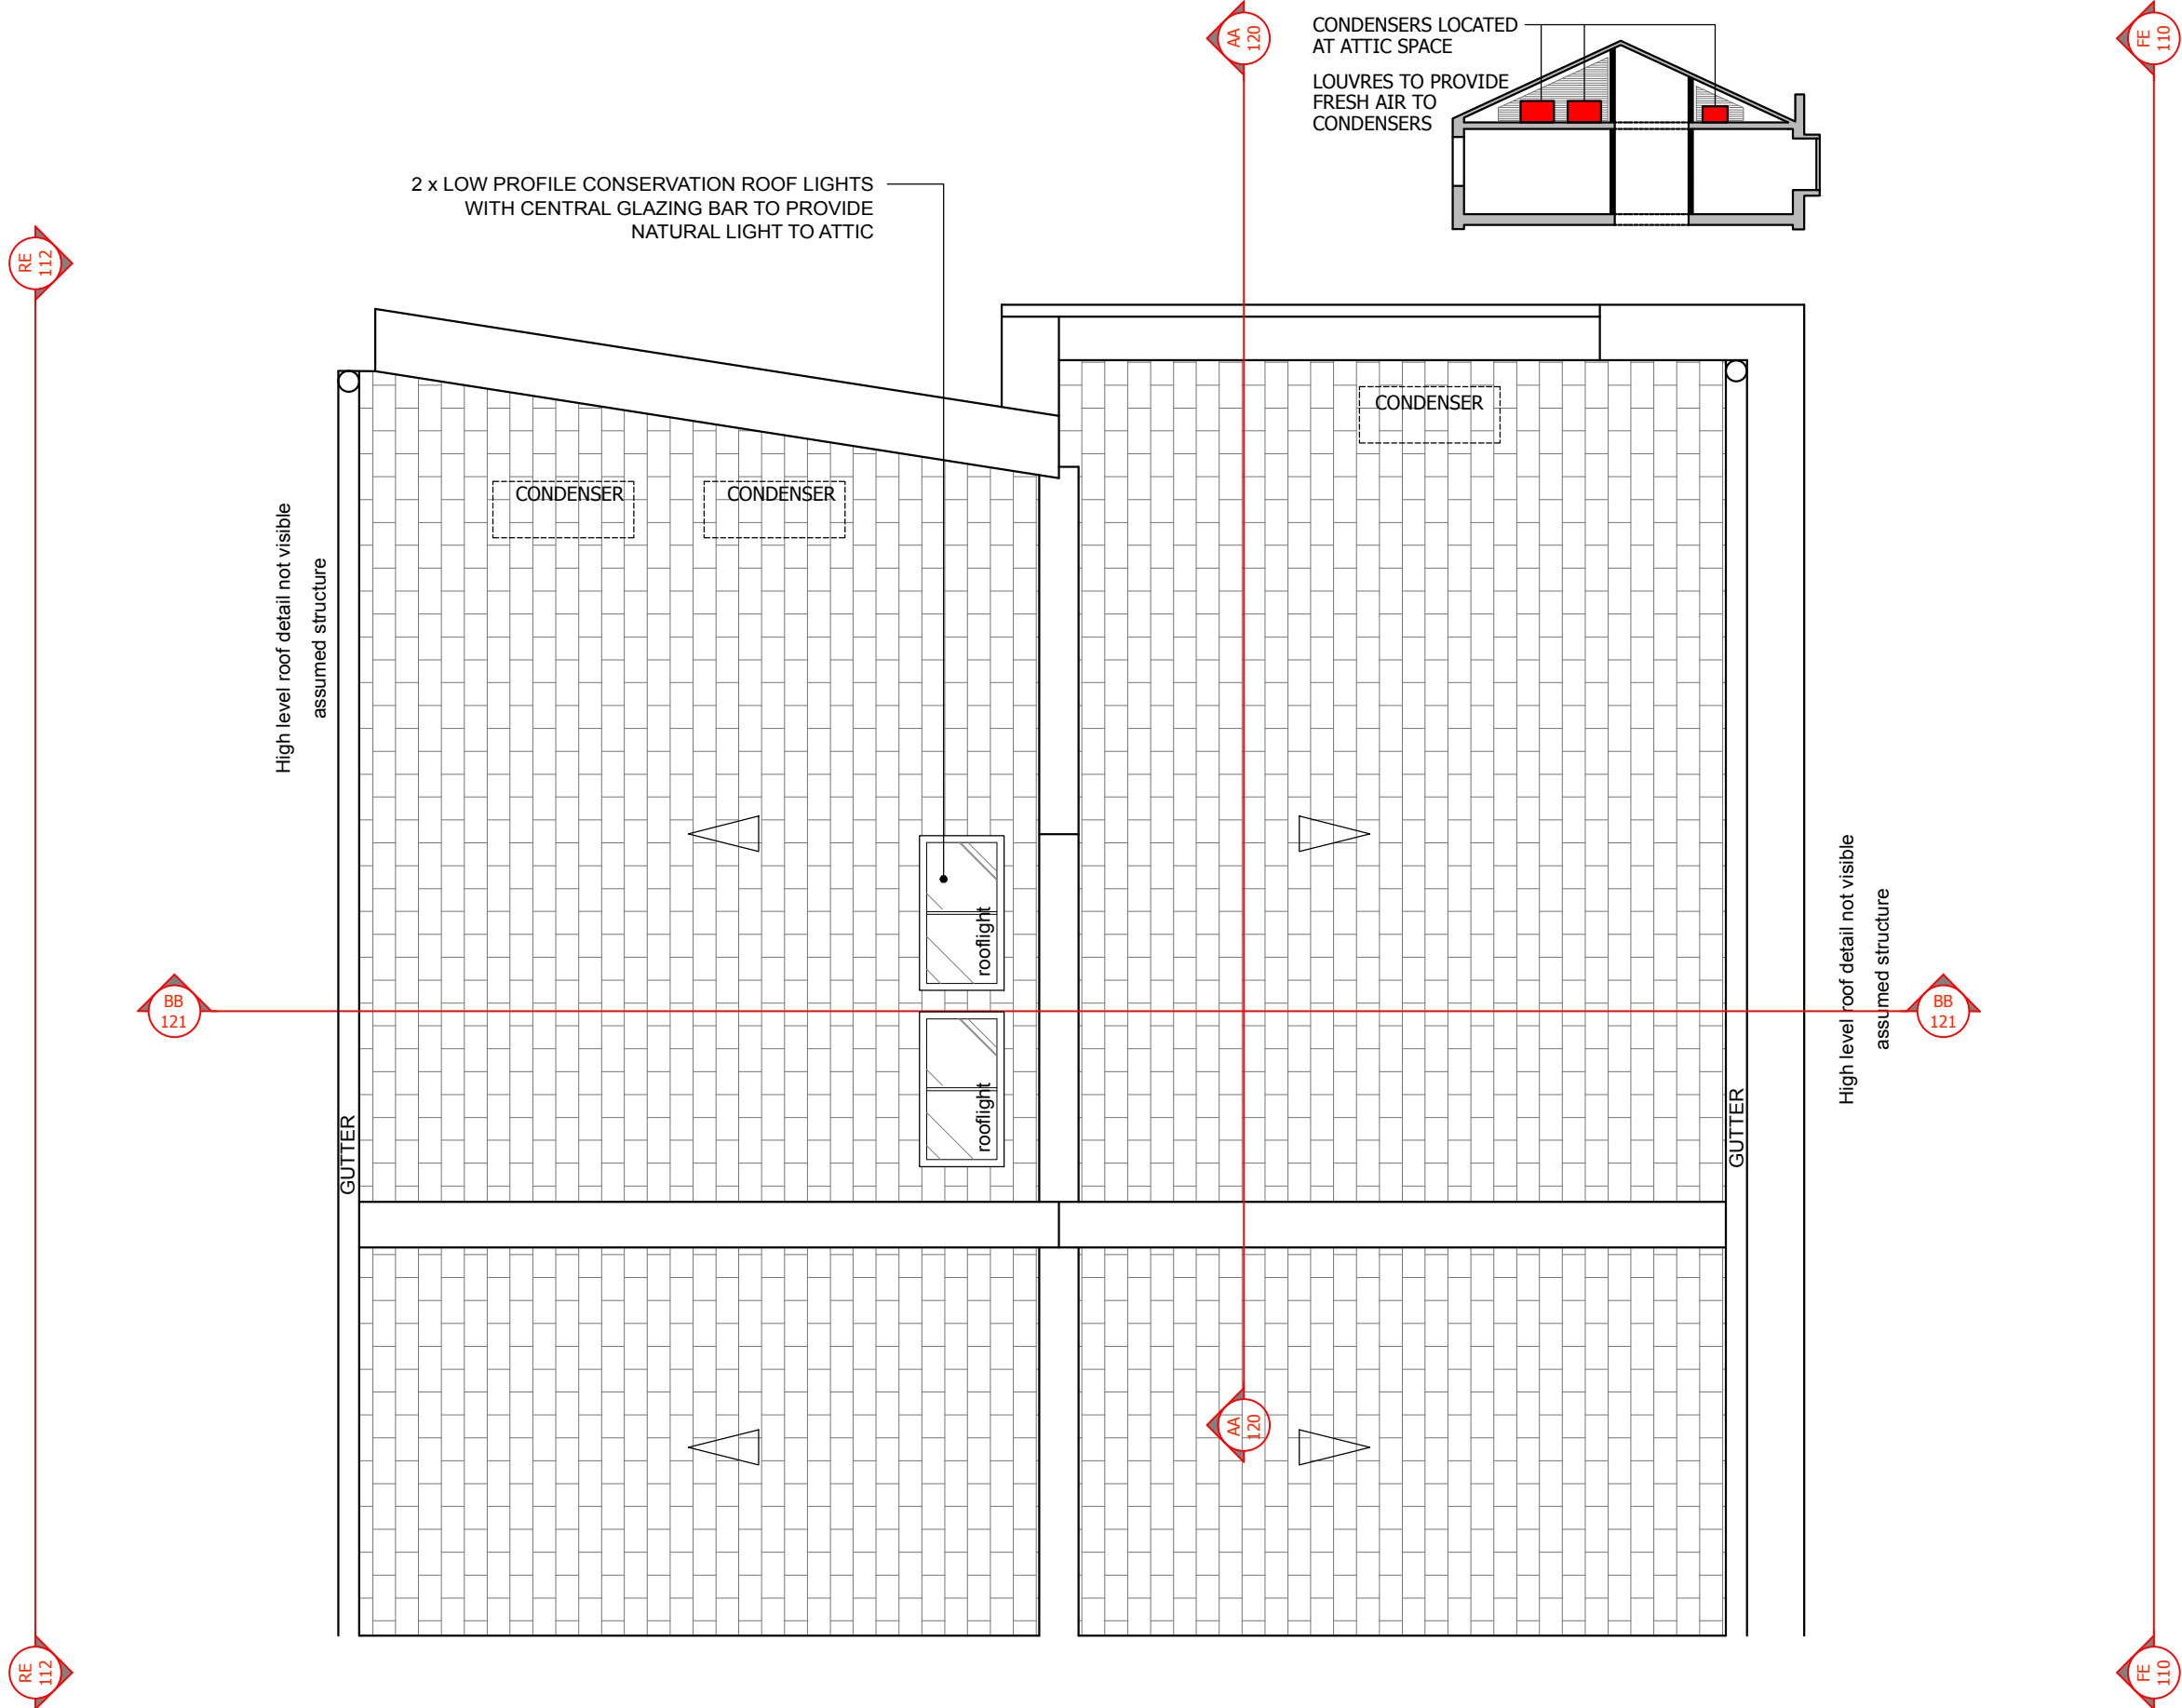 AA
120
FE
110
CONDENSERS LOCATED
AT ATTIC SPACE
LOUVRES TO PROVIDE
FRESH AIR TO
CONDENSERS
2 x LOW PROFILE CONSERVATION ROOF LIGHTS
WITH CENTRAL GLAZING BAR TO PROVIDE
NATURAL LIGHT TO ATTIC
RE
112
CONDENSER
CONDENSER
CONDENSER
High level roof detail not visible
assumed structure
rooflight
High level roof detail not visible
assumed structure
BB
121
BB
121
rooflight
GUTTER
GUTTER
AA
120
RE
112
FE
110